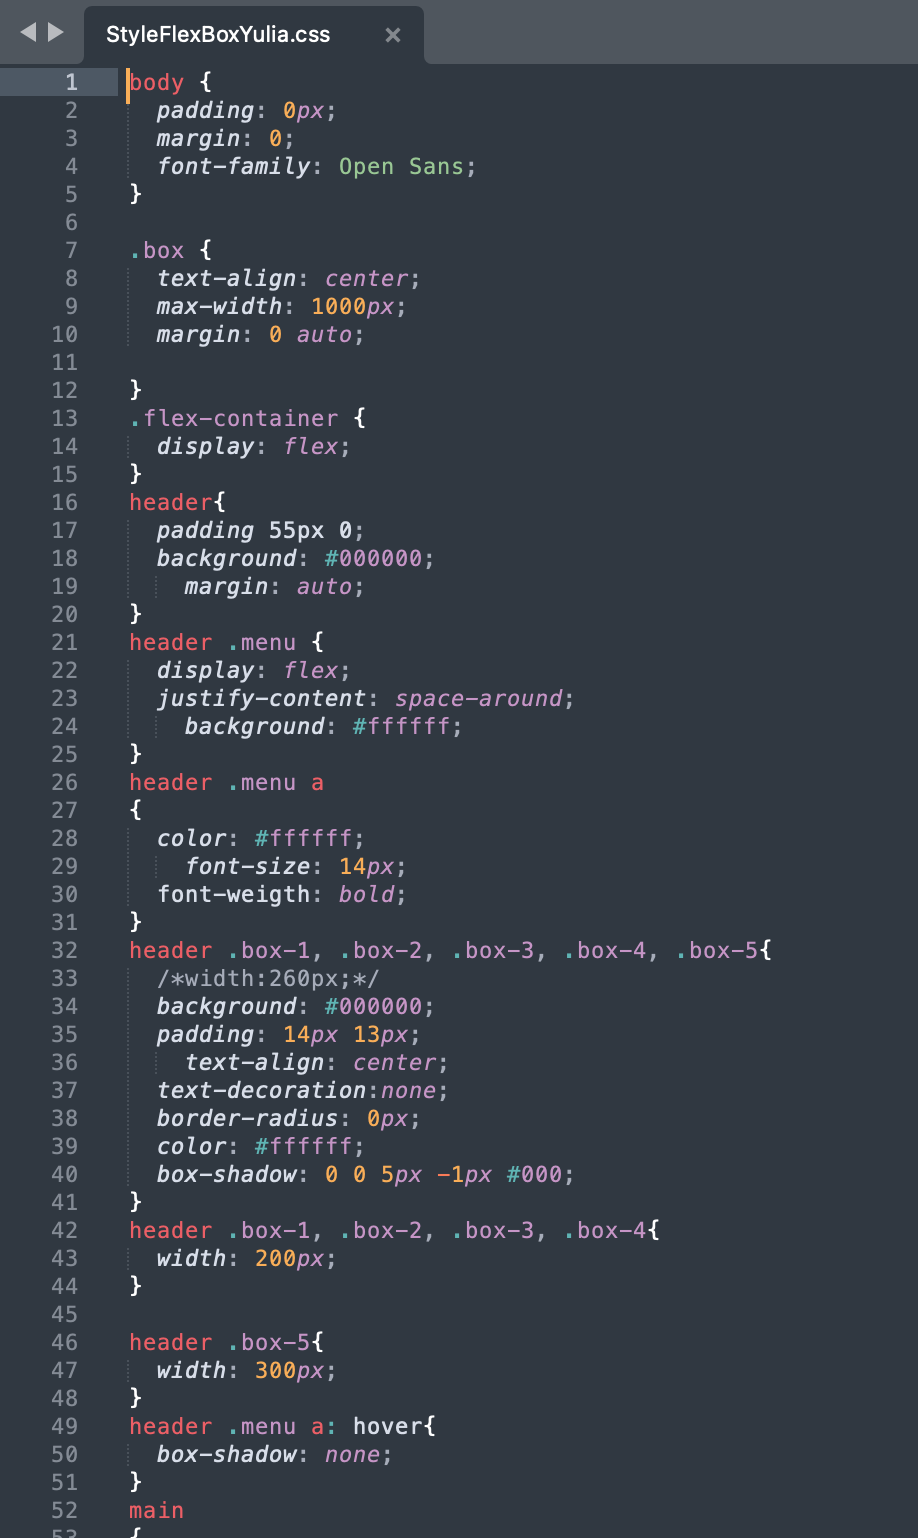 StyleFlexBoxYulia.css ×
1 body {
2 padding: 0px;
3 margin: 0;
4 font-family: Open Sans;
5 }
6
7 .box {
8 text-align: center;
9 max-width: 1000px;
10 margin: 0 auto;
11
12 }
13 .flex-container {
14 display: flex;
15 }
16 header{
17 padding 55px 0;
18 background: #000000;
19 margin: auto;
20 }
21 header .menu {
22 display: flex;
23 justify-content: space-around;
24 background: #ffffff;
25 }
26 header .menu a
27 {
28 color: #ffffff;
29 font-size: 14px;
30 font-weigth: bold;
31 }
32 header .box-1, .box-2, .box-3, .box-4, .box-5{
33 /*width:260px;*/
34 background: #000000;
35 padding: 14px 13px;
36 text-align: center;
37 text-decoration:none;
38 border-radius: 0px;
39 color: #ffffff;
40 box-shadow: 0 0 5px -1px #000;
41 }
42 header .box-1, .box-2, .box-3, .box-4{
43 width: 200px;
44 }
45
46 header .box-5{
47 width: 300px;
48 }
49 header .menu a: hover{
50 box-shadow: none;
51 }
52 main
53 {